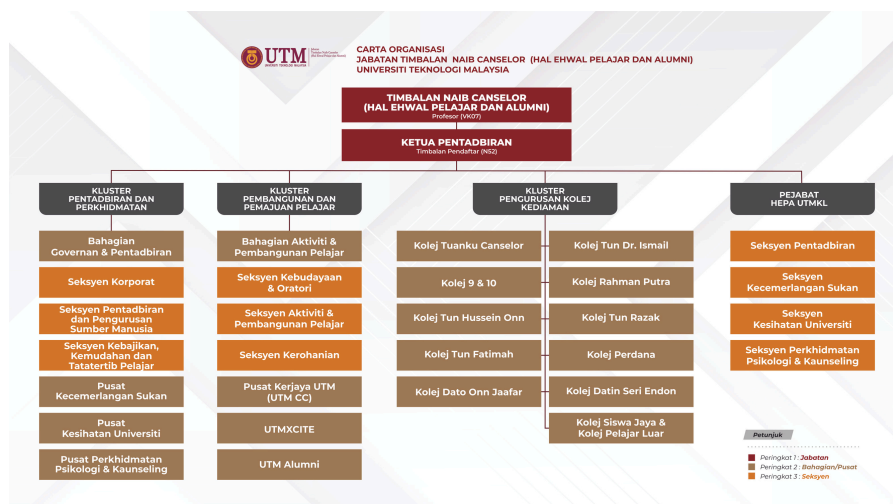 UTM
UNIVERSITI TEKNOLOGI MALAYSIA
CARTA ORGANISASI
JABATAN TIMBALAN NAIB CANSELOR (HAL EHWAL PELAJAR DAN ALUMNI)
UNIVERSITI TEKNOLOGI MALAYSIA
TIMBALAN NAIB CANSELOR
(HAL EHWAL PELAJAR DAN ALUMNI)
Profesor (VK07)
KETUA PENTADBIRAN
Timbalan Pendaftar (N52)
KLUSTER
PENTADBIRAN DAN
PERKHIDMATAN
Bahagian
Governan & Pentadbiran
Seksyen Korporat
Seksyen Pentadbiran
dan Pengurusan
Sumber Manusia
Seksyen Kebajikan,
Kemudahan dan
Tatatertib Pelajar
Pusat
Kecemerlangan Sukan
Pusat
Kesihatan Universiti
Pusat Perkhidmatan
Psikologi & Kaunseling
KLUSTER
PEMBANGUNAN DAN
PEMAJUAN PELAJAR
Bahagian Aktiviti &
Pembangunan Pelajar
Seksyen Kebudayaan
& Oratori
Seksyen Aktiviti &
Pembangunan Pelajar
Seksyen Kerohanian
Pusat Kerjaya UTM
(UTM CC)
UTMXCITE
UTM Alumni
KLUSTER
PENGURUSAN KOLEJ
KEDIAMAN
Kolej Tuanku Canselor
Kolej Tun Dr. Ismail
Kolej 9 & 10
Kolej Rahman Putra
Kolej Tun Hussein Onn
Kolej Tun Razak
Kolej Tun Fatimah
Kolej Perdana
Kolej Dato Onn Jaafar
Kolej Datin Seri Endon
Kolej Siswa Jaya &
Kolej Pelajar Luar
PEJABAT
HEPA UTMKL
Seksyen Pentadbiran
Seksyen
Kecemerlangan Sukan
Seksyen
Kesihatan Universiti
Seksyen Perkhidmatan
Psikologi & Kaunseling
Petunjuk
Peringkat 1 : Jabatan
Peringkat 2 : Bahagian/Pusat
Peringkat 3 : Seksyen